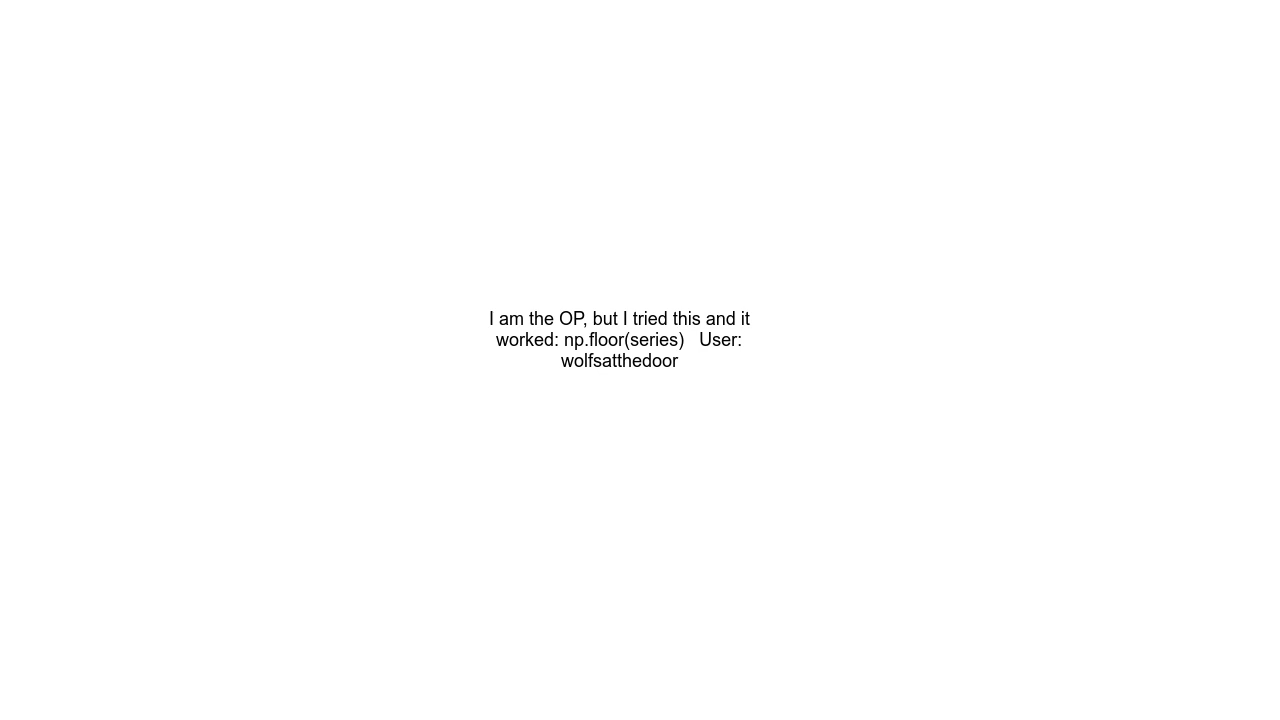 I am the OP, but I tried this and it
worked: np.floor(series)   User:
wolfsatthedoor